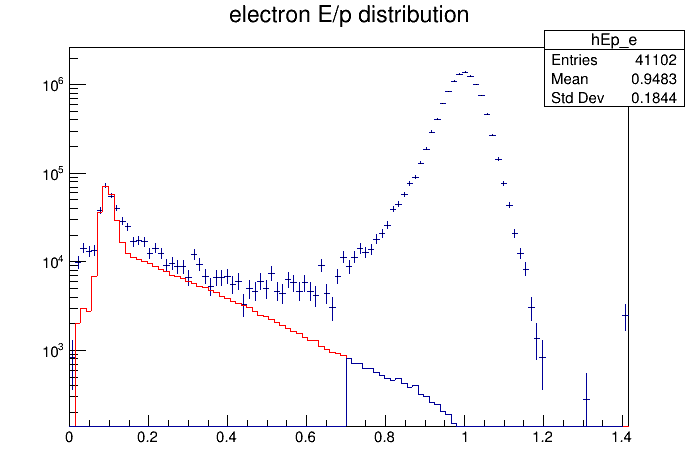 electron E/p distribution
hEp_e
Entries 41102
Mean 0.9483
Std Dev 0.1844
10⁶
10⁵
10⁴
10³
0 0.2 0.4 0.6 0.8 1 1.2 1.4